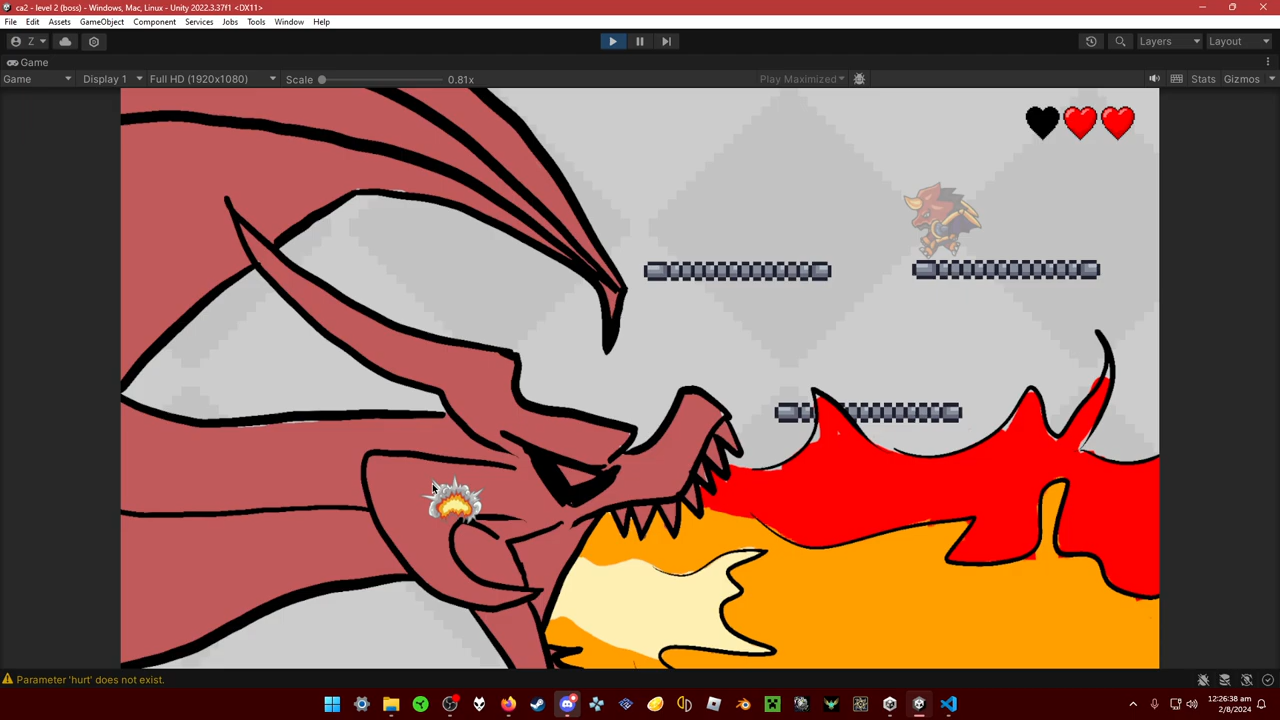 ca2 - level 2 (boss) - Windows, Mac, Linux - Unity 2022.3.37f1 <DX11>
File Edit Assets GameObject Component Services Jobs Tools Window Help
Z Layers Layout
Game
Game Display 1 Full HD (1920x1080) Scale 0.81x Play Maximized Stats Gizmos
Parameter 'hurt' does not exist.
12:26:38 am
2/8/2024